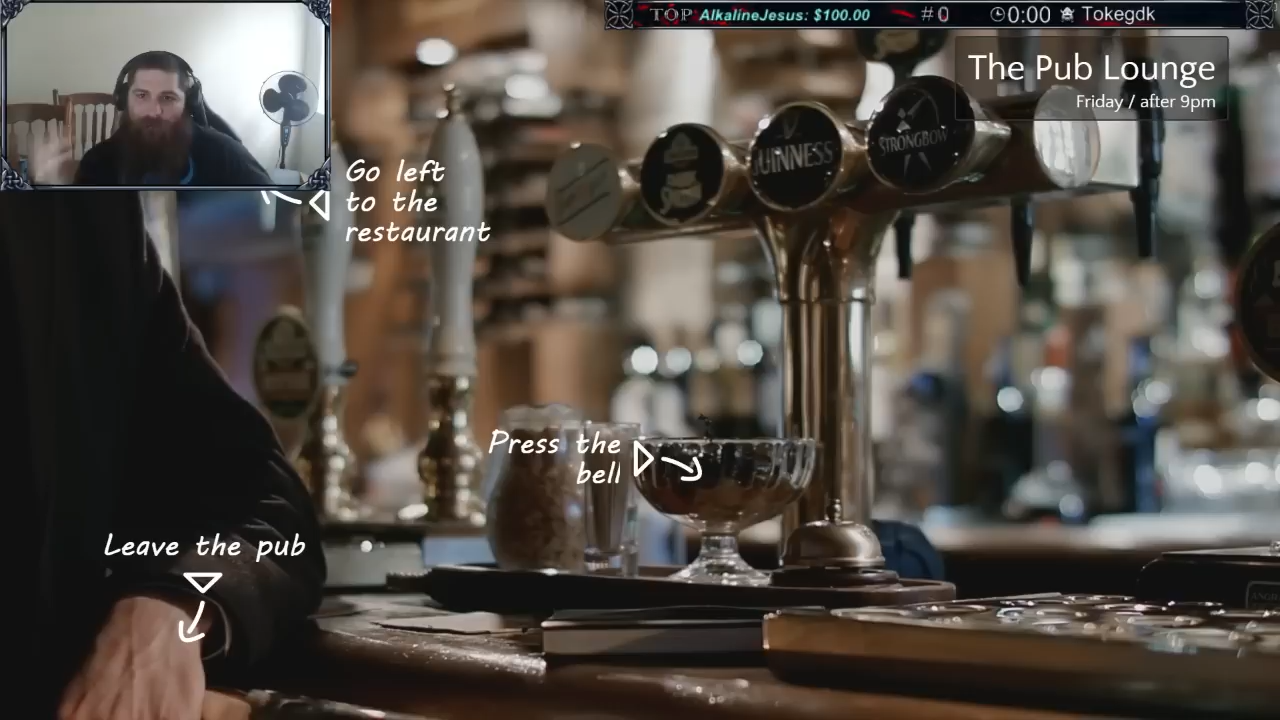 TOP AlkalineJesus: $100.00 #0 0:00 Tokegdk
The Pub Lounge
Friday / after 9pm
GUINNESS
STRONGBOW
Go left
to the
restaurant
Press the
bell
Leave the pub